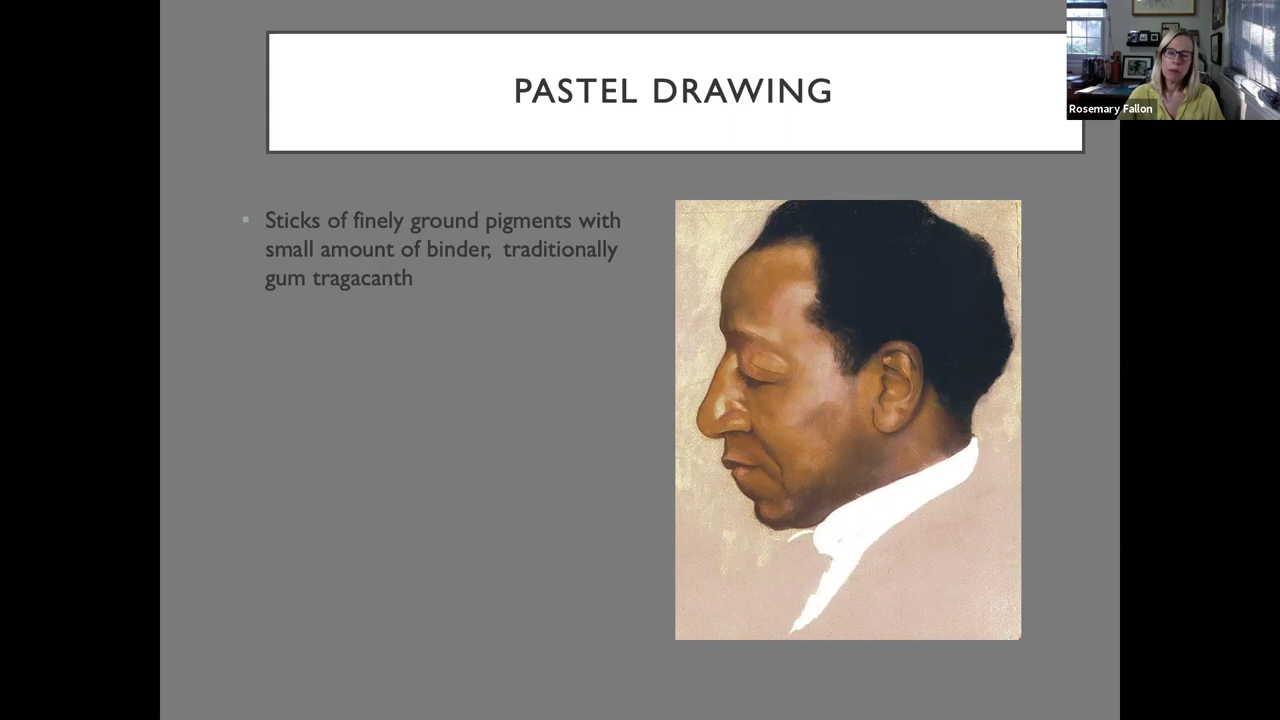 PASTEL DRAWING
Rosemary Fallon
• Sticks of finely ground pigments with
small amount of binder, traditionally
gum tragacanth